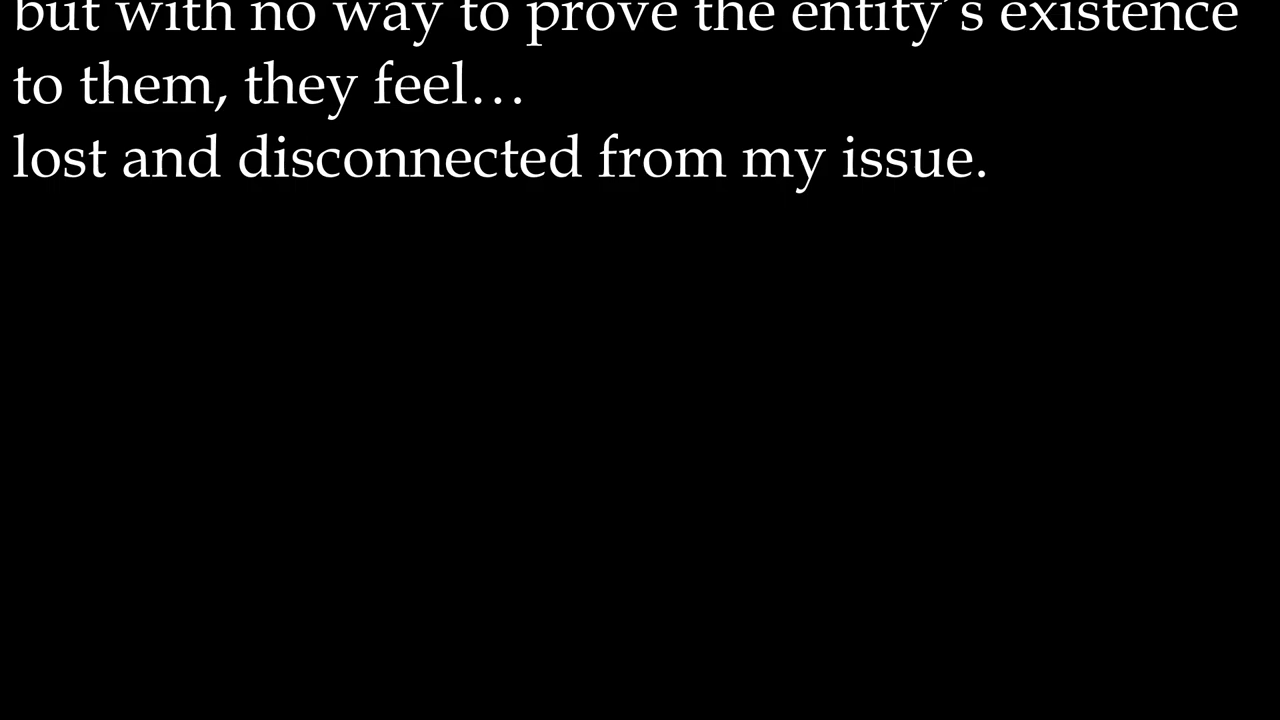 but with no way to prove the entity’s existence
to them, they feel…
lost and disconnected from my issue.